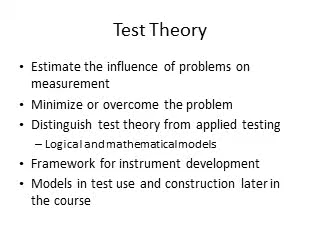 Test Theory
• Estimate the influence of problems on
measurement
• Minimize or overcome the problem
• Distinguish test theory from applied testing
– Logical and mathematical models
• Framework for instrument development
• Models in test use and construction later in
the course